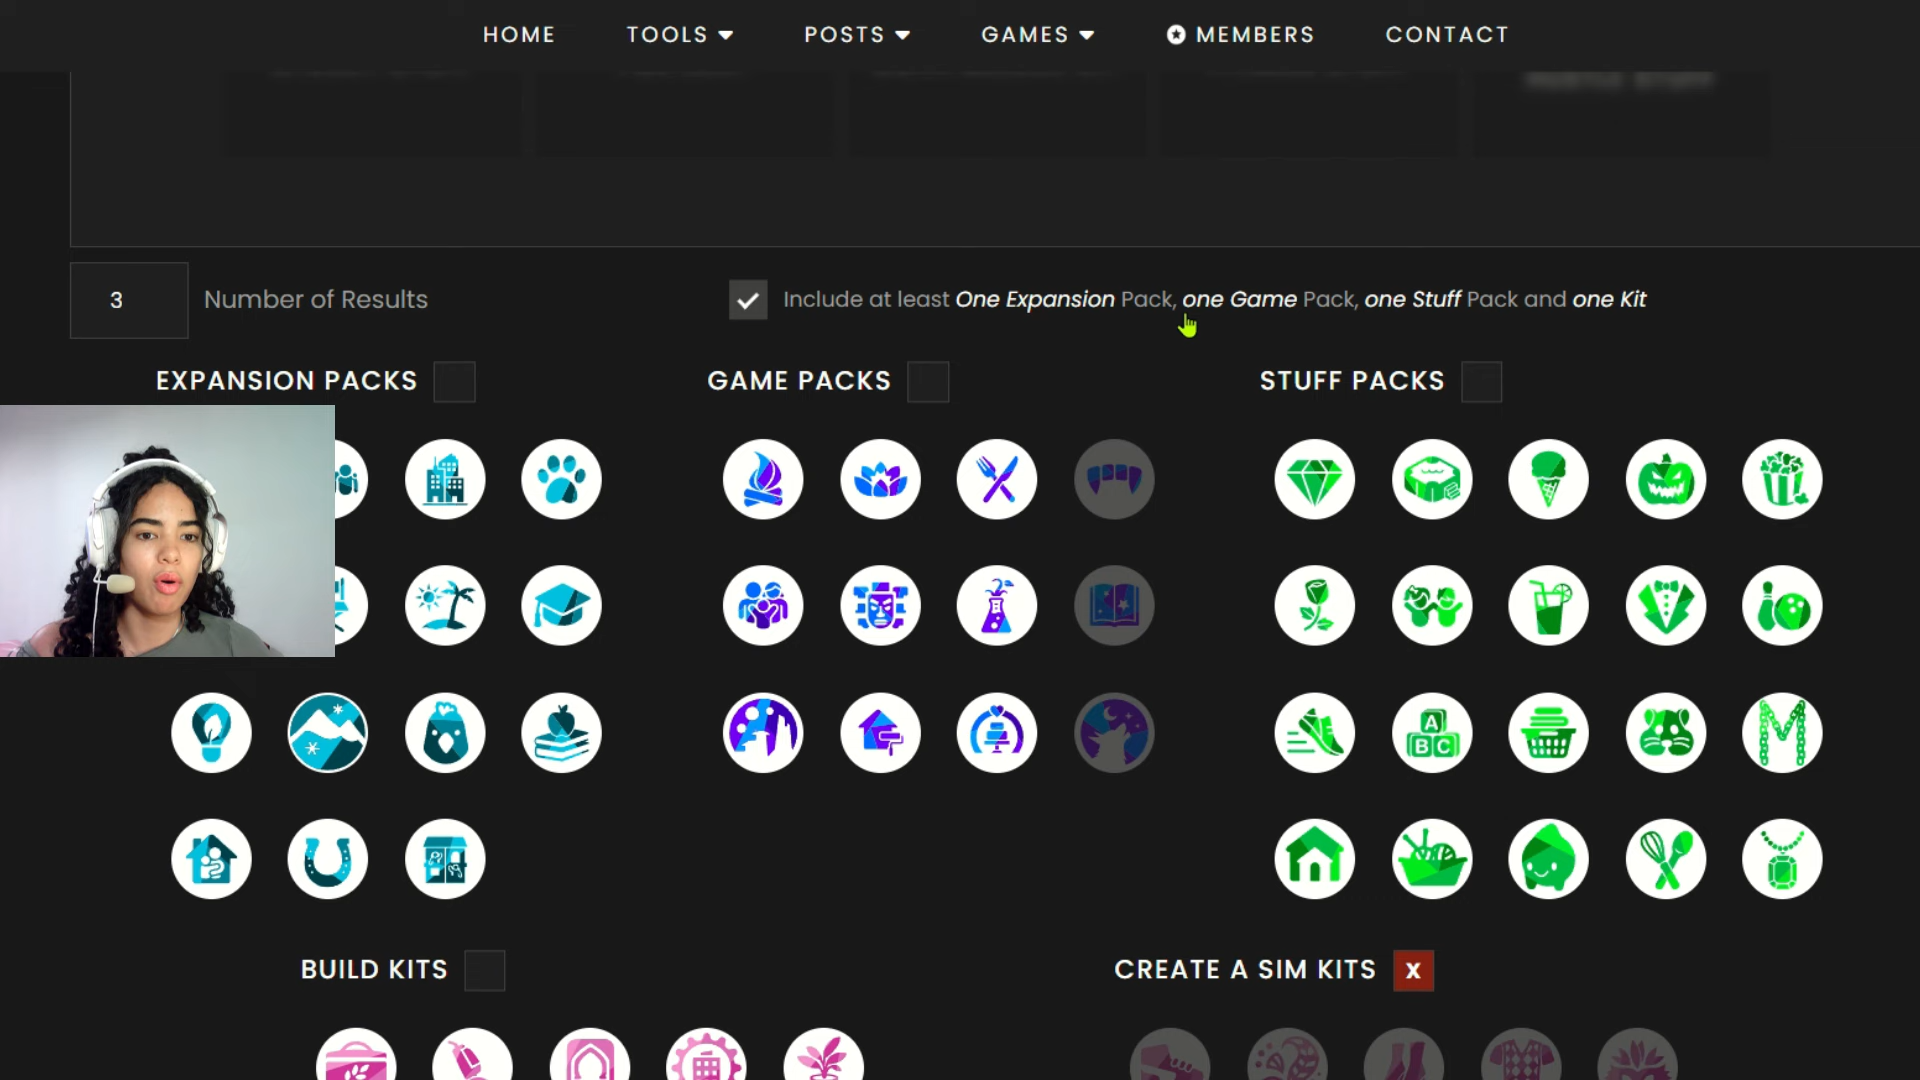 HOME TOOLS POSTS GAMES MEMBERS CONTACT
3 Number of Results Include at least One Expansion Pack, one Game Pack, one Stuff Pack and one Kit
EXPANSION PACKS GAME PACKS STUFF PACKS
A
B C
BUILD KITS CREATE A SIM KITS X